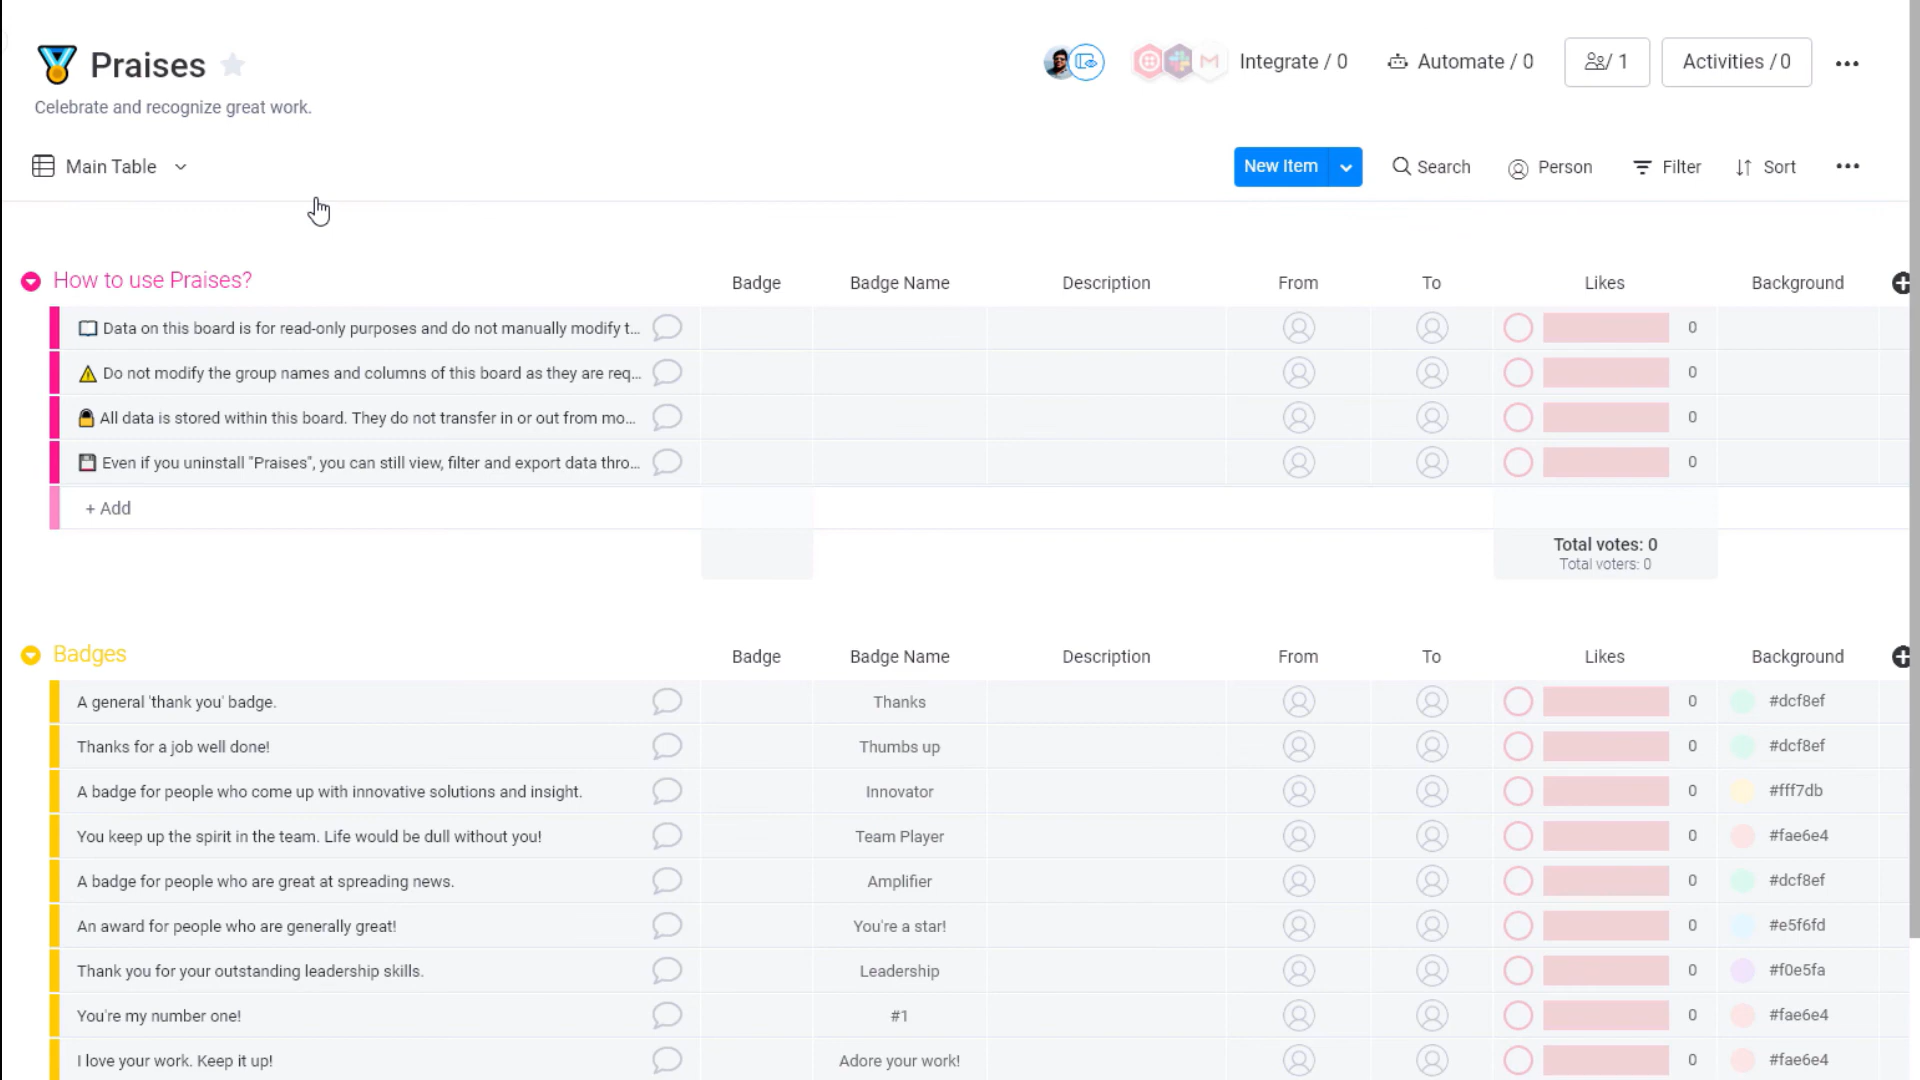 Praises
Integrate / 0
Automate / 0
/ 1
Activities / 0
Celebrate and recognize great work.
Main Table
New Item
Search
Person
Filter
Sort
How to use Praises? Badge Badge Name Description From To Likes Background
Data on this board is for read-only purposes and do not manually modify t... 0
Do not modify the group names and columns of this board as they are req... 0
All data is stored within this board. They do not transfer in or out from mo... 0
Even if you uninstall "Praises", you can still view, filter and export data thro... 0
+ Add
Total votes: 0
Total voters: 0
Badges Badge Badge Name Description From To Likes Background
A general 'thank you' badge. Thanks 0 #dcf8ef
Thanks for a job well done! Thumbs up 0 #dcf8ef
A badge for people who come up with innovative solutions and insight. Innovator 0 #fff7db
You keep up the spirit in the team. Life would be dull without you! Team Player 0 #fae6e4
A badge for people who are great at spreading news. Amplifier 0 #dcf8ef
An award for people who are generally great! You're a star! 0 #e5f6fd
Thank you for your outstanding leadership skills. Leadership 0 #f0e5fa
You're my number one! #1 0 #fae6e4
I love your work. Keep it up! Adore your work! 0 #fae6e4